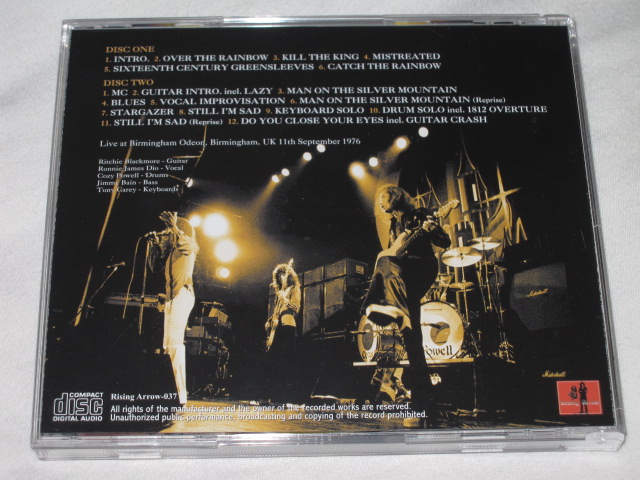 DISC ONE
1. INTRO. 2. OVER THE RAINBOW 3. KILL THE KING 4. MISTREATED
5. SIXTEENTH CENTURY GREENSLEEVES 6. CATCH THE RAINBOW
DISC TWO
1. MC 2. GUITAR INTRO. incl. LAZY 3. MAN ON THE SILVER MOUNTAIN
4. BLUES 5. VOCAL IMPROVISATION 6. MAN ON THE SILVER MOUNTAIN (Reprise)
7. STARGAZER 8. STILL I'M SAD 9. KEYBOARD SOLO 10. DRUM SOLO incl. 1812 OVERTURE
11. STILL I'M SAD (Reprise) 12. DO YOU CLOSE YOUR EYES incl. GUITAR CRASH
Live at Birmingham Odeon, Birmingham, UK 11th September 1976
Ritchie Blackmore - Guitar
Ronnie James Dio - Vocal
Cozy Powell - Drums
Jimmy Bain - Bass
Tony Carey - Keyboards
Marshall
Powell
Marshall
COMPACT
disc
DIGITAL AUDIO
Rising Arrow-037
All rights of the manufacturer and the owner of the recorded works are reserved.
Unauthorized public performance, broadcasting and copying of the record prohibited.